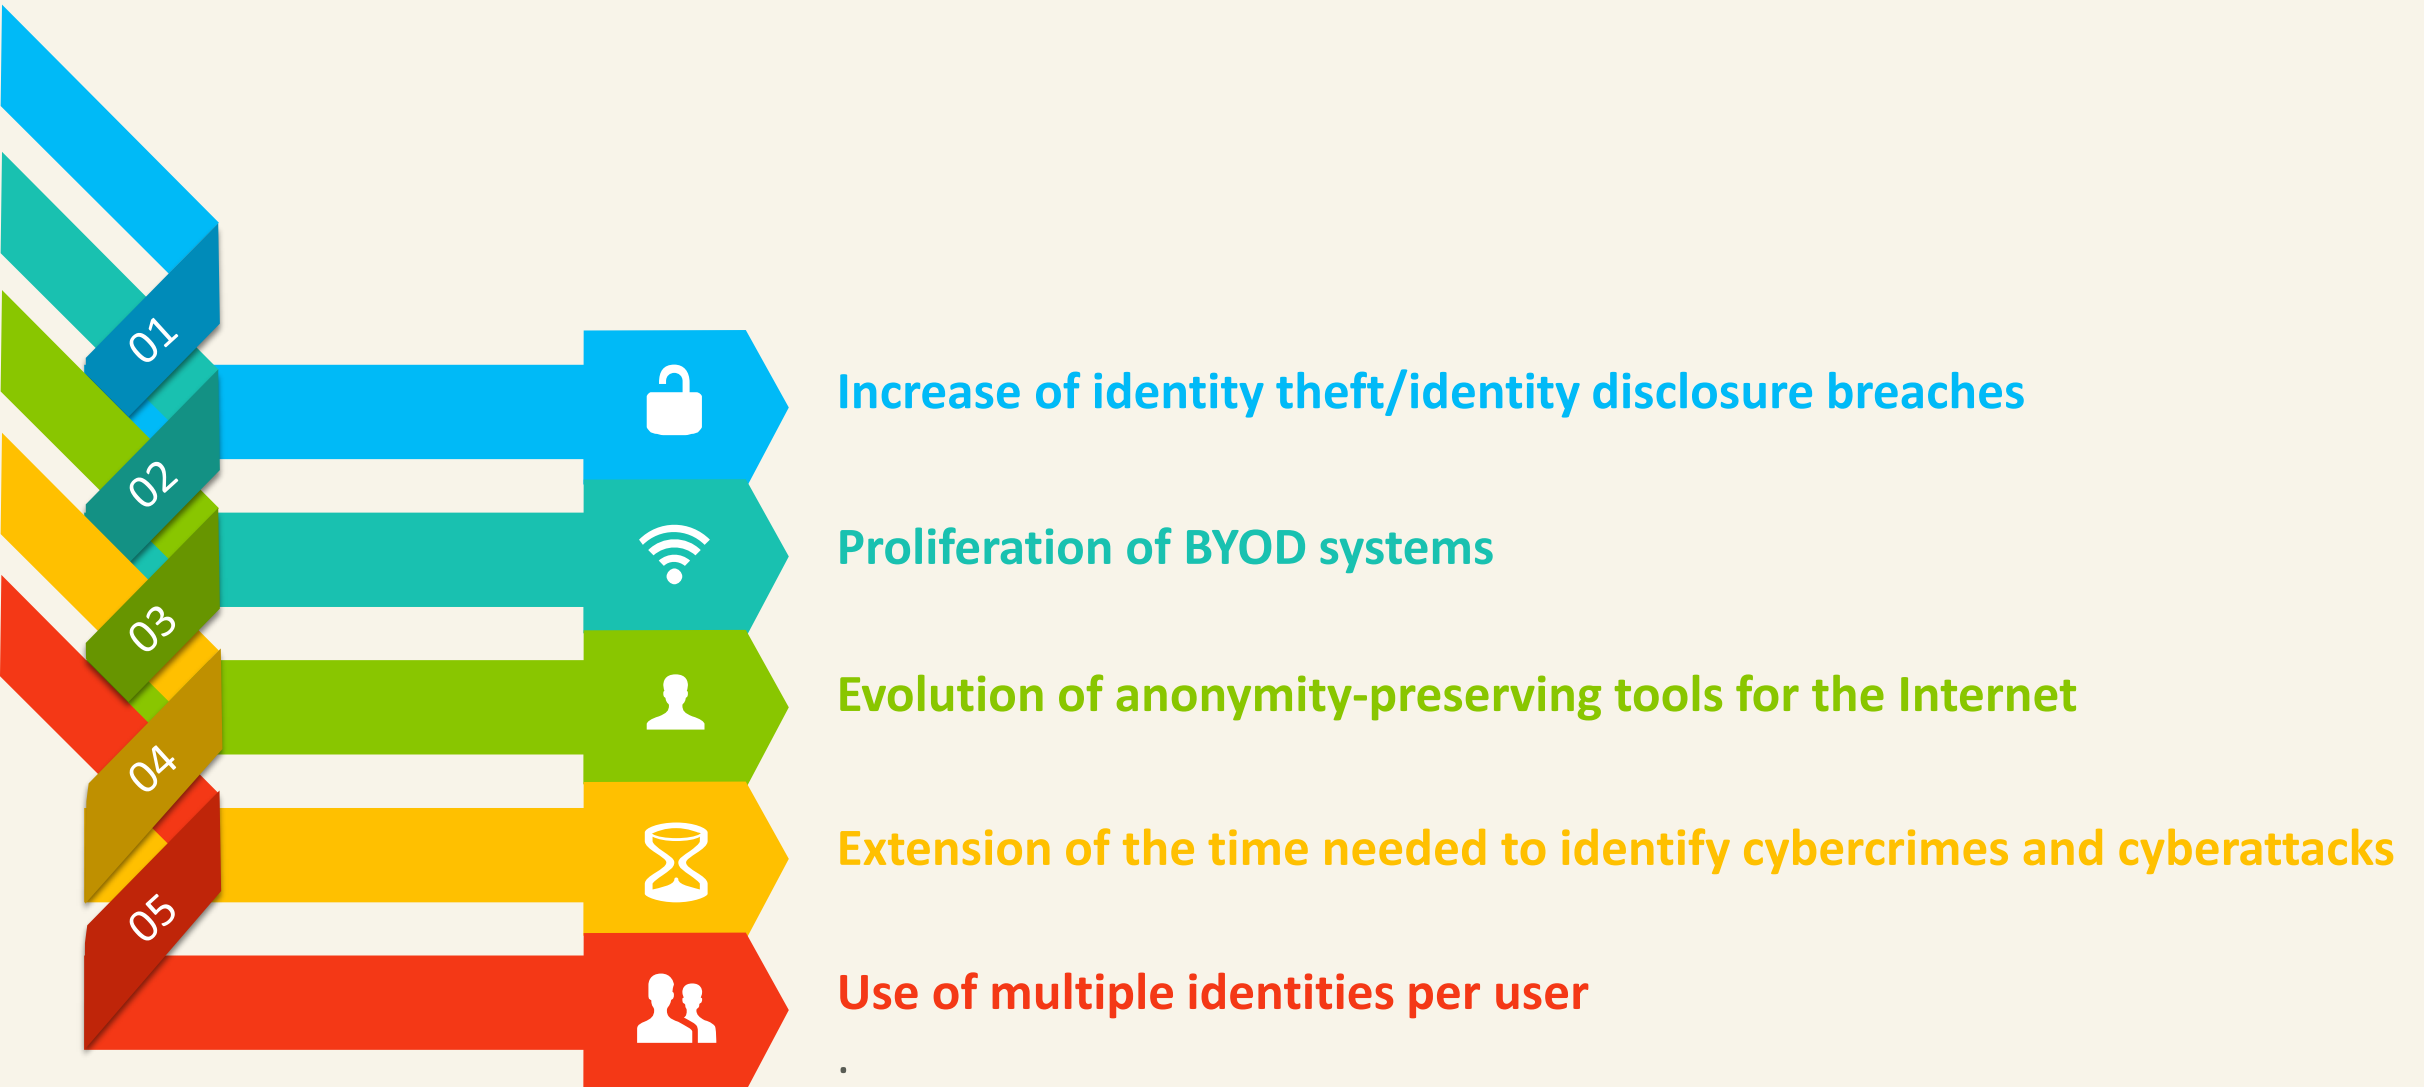 01
Increase of identity theft/identity disclosure breaches
02
Proliferation of BYOD systems
03
Evolution of anonymity-preserving tools for the Internet
04
Extension of the time needed to identify cybercrimes and cyberattacks
05
Use of multiple identities per user
.